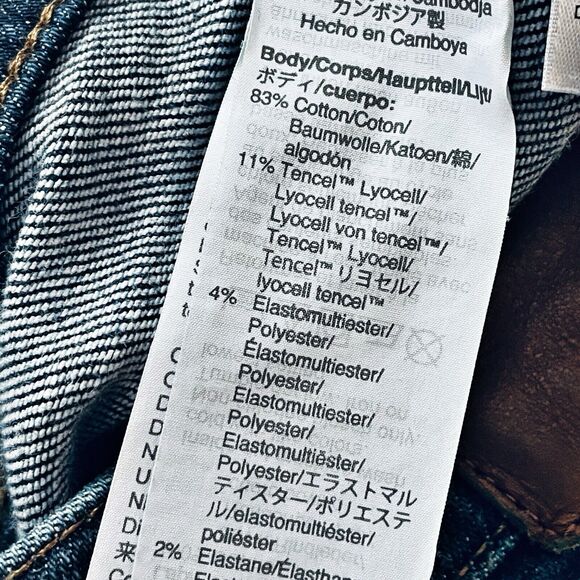 カンボジア製
Hecho en Camboya
Body/Corps/Hauptteil/Lijf/
ボディ/cuerpo:
83% Cotton/Coton/
Baumwolle/Katoen/綿/
algodón
11% Tencel™ Lyocell/
Lyocell tencel™/
Lyocell von tencel™/
Tencel™ Lyocell/
Tencel™ リヨセル/
lyocell tencel™
4% Elastomultiester/
Polyester/
Élastomultiester/
Polyester/
Elastomultiester/
Polyester/
Elastomultiester/
Polyester/エラストマル
ティスター/ポリエステ
ル/elastomultiéster/
poliéster
2% Elastane/Élasthan